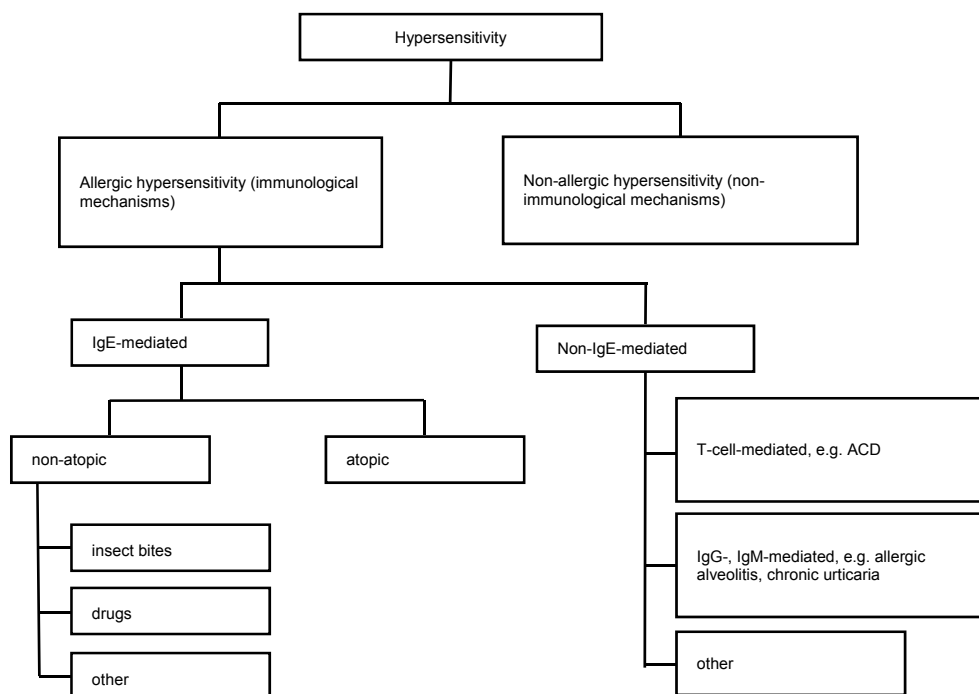 Hypersensitivity
Allergic hypersensitivity (immunological
mechanisms)
Non-allergic hypersensitivity (non-
immunological mechanisms)
IgE-mediated
Non-IgE-mediated
non-atopic
atopic
insect bites
drugs
other
T-cell-mediated, e.g. ACD
IgG-, IgM-mediated, e.g. allergic
alveolitis, chronic urticaria
other